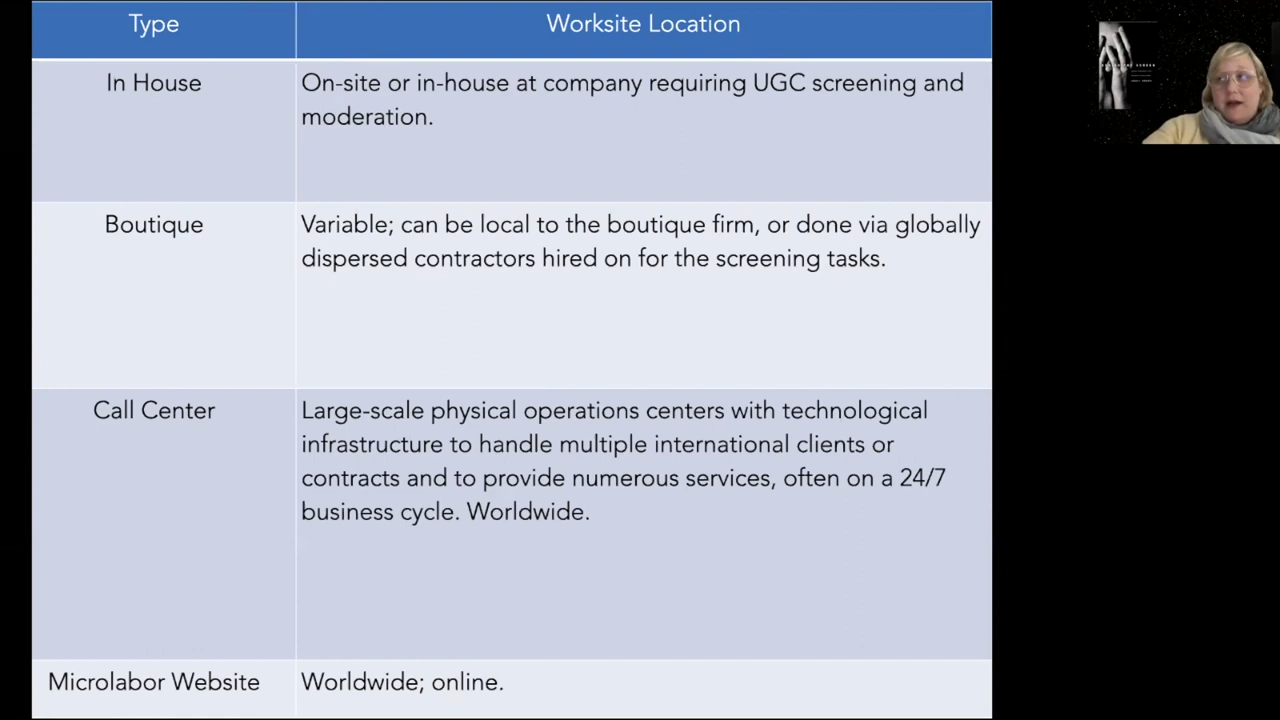 Type
Worksite Location
In House
On-site or in-house at company requiring UGC screening and
moderation.
Boutique
Variable; can be local to the boutique firm, or done via globally
dispersed contractors hired on for the screening tasks.
Call Center
Large-scale physical operations centers with technological
infrastructure to handle multiple international clients or
contracts and to provide numerous services, often on a 24/7
business cycle. Worldwide.
Microlabor Website
Worldwide; online.